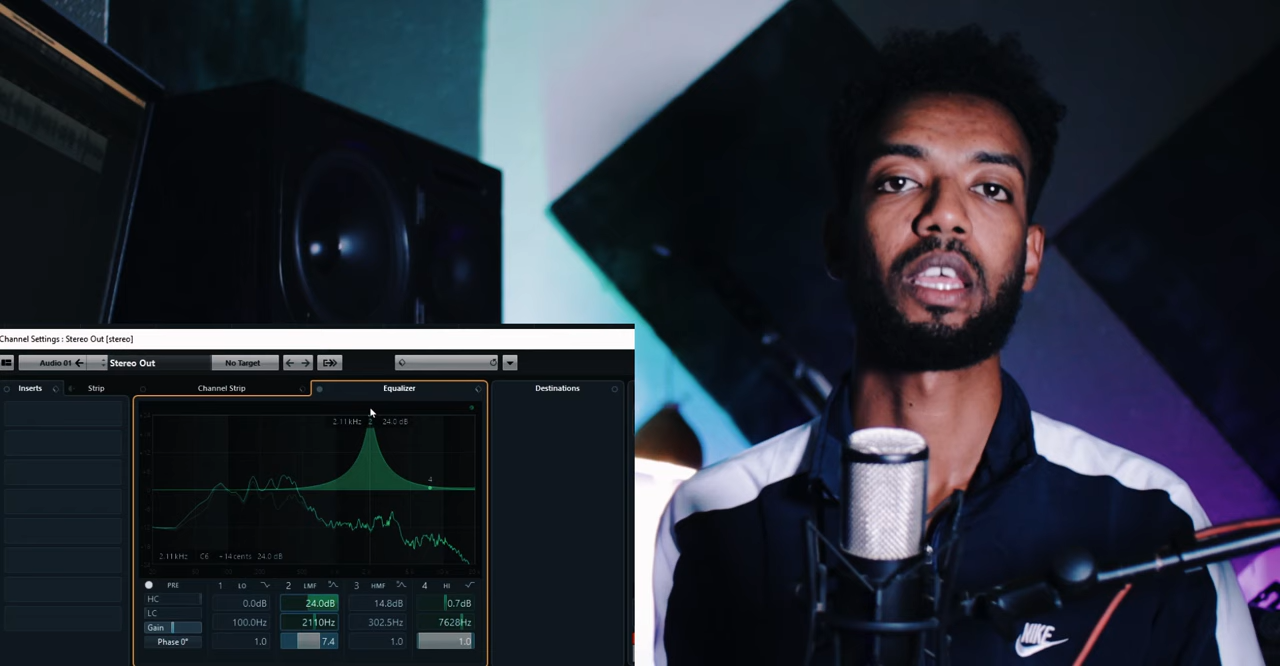 Channel Settings : Stereo Out [stereo]
Audio 01 Stereo Out No Target
Inserts Strip Channel Strip Equalizer Destinations
2.11 kHz 2 24.0 dB
4
2.11 kHz C6 -14 cents 24.0 dB
PRE 1 LO 2 LMF 3 HMF 4 HI
HC 0.0dB 24.0dB 14.8dB 0.7dB
LC 100.0Hz 2110Hz 302.5Hz 7628Hz
Gain
Phase 0° 1.0 7.4 1.0 1.0
NIKE